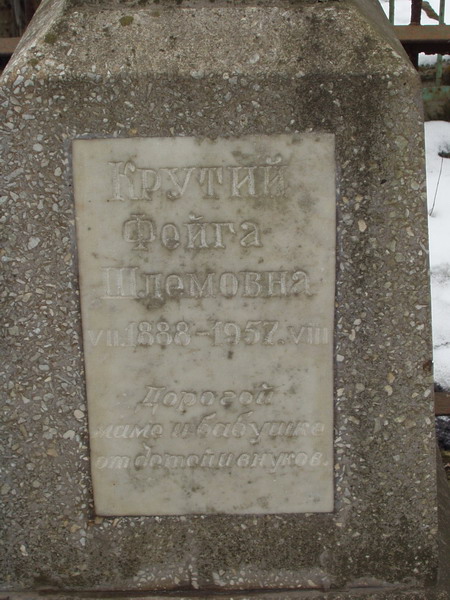 Крутий
Фейга
Шлемовна
VII.1888-1957.VIII
Дорогой
маме и бабушке
от детей и внуков.